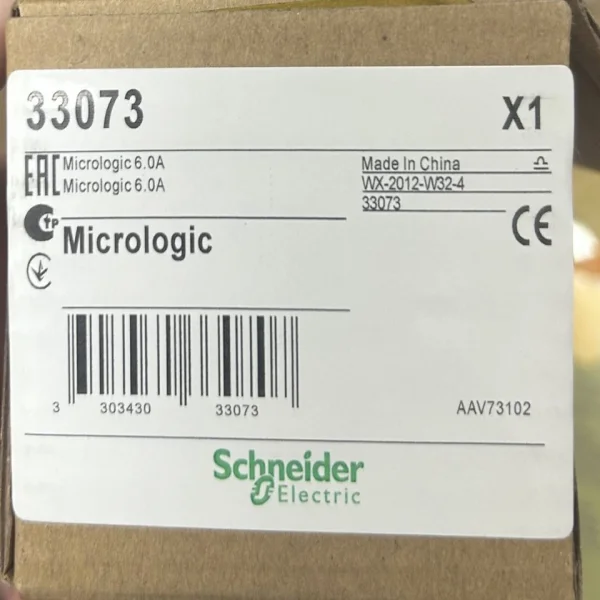 33073 X1
EAC Micrologic 6.0A
Micrologic 6.0A
Made In China
WX-2012-W32-4
33073
TP
CE
Micrologic
3 303430 33073
AAV73102
Schneider
Electric